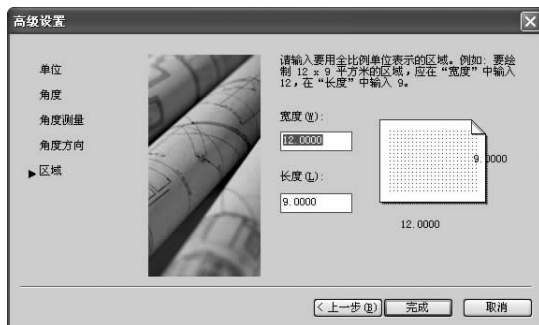 高级设置
单位
角度
角度测量
角度方向
区域
请输入要用全比例单位表示的区域。例如: 要绘
制 12 x 9 平方米的区域，应在“宽度”中输入
12，在“长度”中输入 9。
宽度(W):
12.0000
长度(L):
9.0000
9.0000
12.0000
< 上一步(B)
完成
取消